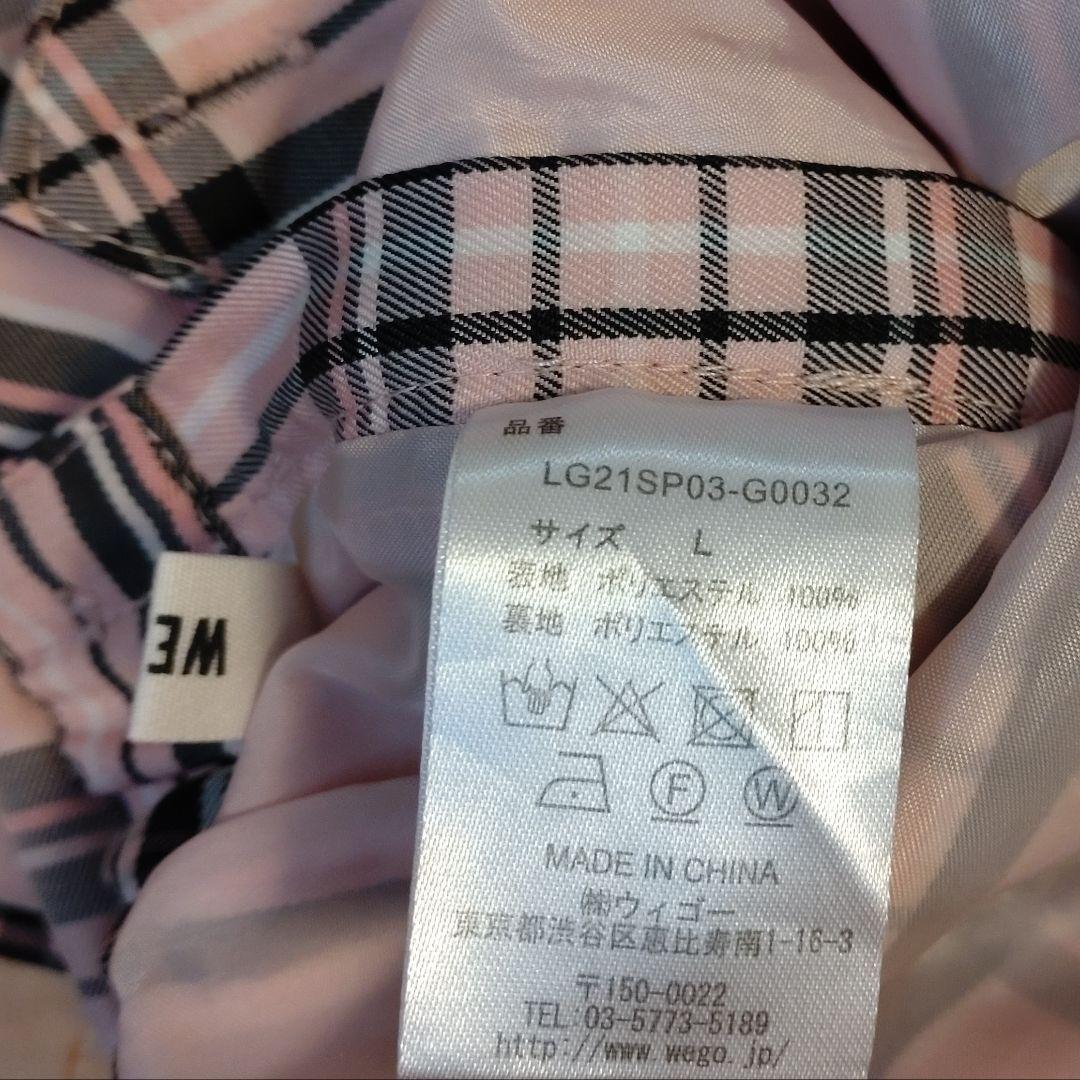 品番
LG21SP03-G0032
サイズ L
表地 ポリエステル 100%
裏地 ポリエステル 100%
F W
MADE IN CHINA
㈱ウィゴー
東京都渋谷区恵比寿南1-16-3
〒150-0022
TEL:03-5773-5189
http://www.wego.jp/
WE